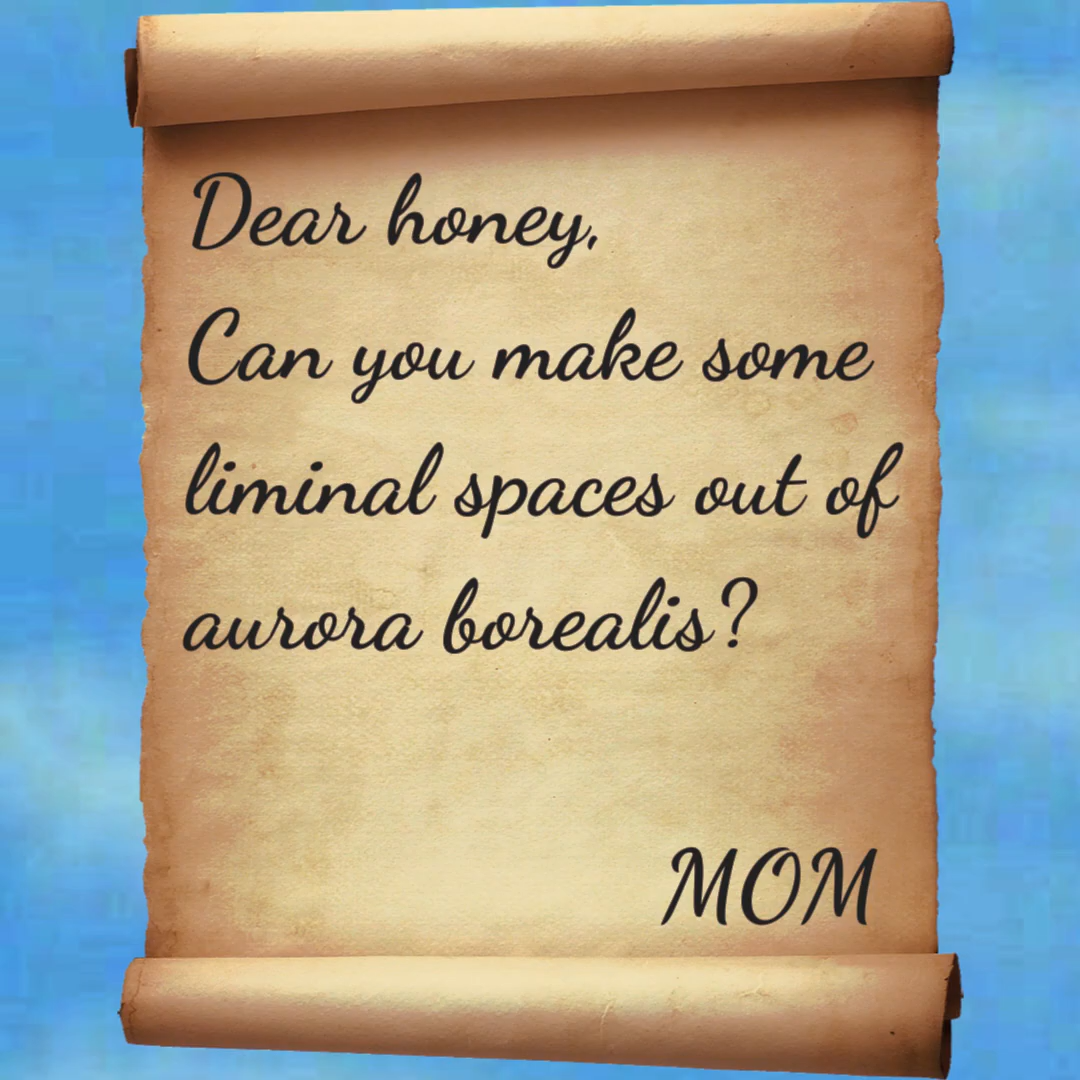 Dear honey,
Can you make some
liminal spaces out of
aurora borealis?
MOM